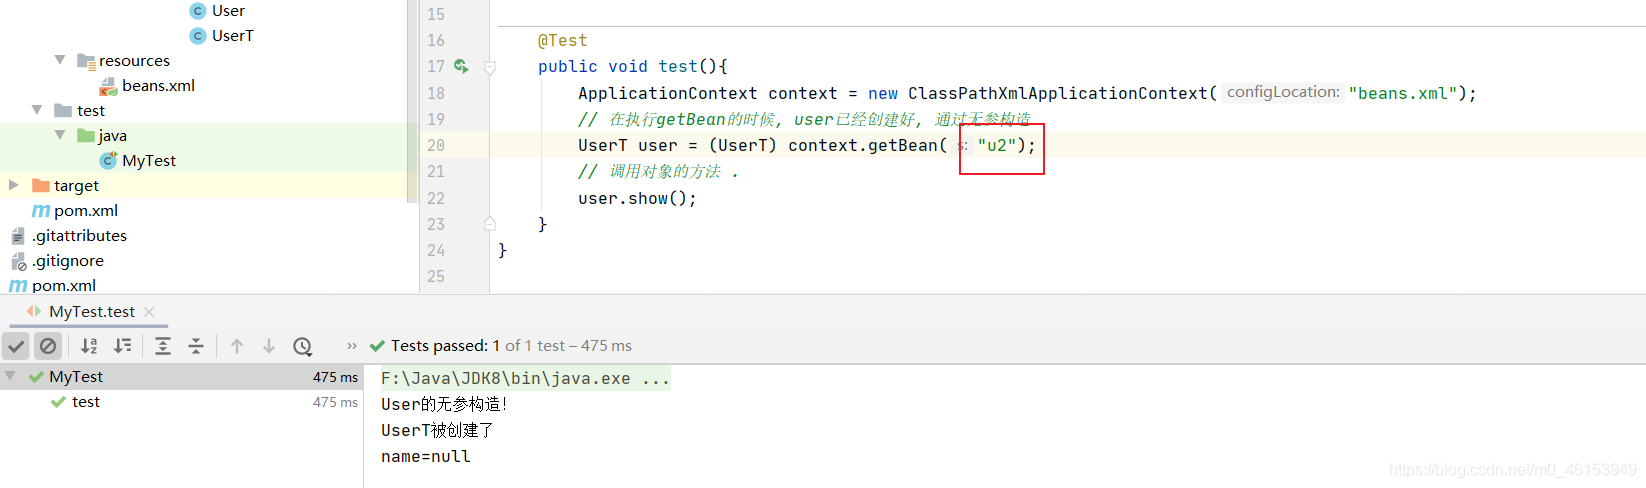 User
UserT
resources
beans.xml
test
java
MyTest
target
pom.xml
.gitattributes
.gitignore
pom.xml
15
16 @Test
17 public void test(){
18 ApplicationContext context = new ClassPathXmlApplicationContext( configLocation: "beans.xml");
19 // 在执行getBean的时候, user已经创建好, 通过无参构造
20 UserT user = (UserT) context.getBean( s: "u2");
21 // 调用对象的方法 .
22 user.show();
23 }
24 }
25
MyTest.test
Tests passed: 1 of 1 test – 475 ms
MyTest 475 ms
test 475 ms
F:\Java\JDK8\bin\java.exe ...
User的无参构造!
UserT被创建了
name=null
https://blog.csdn.net/m0_46153949